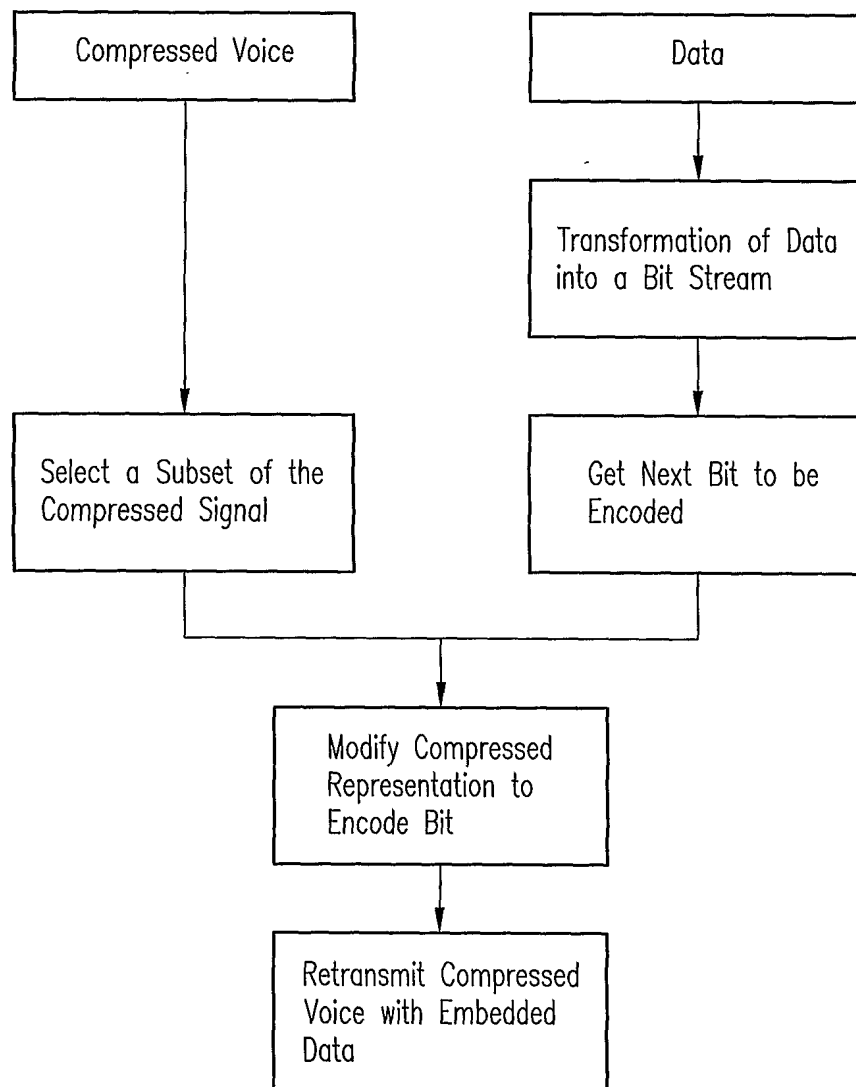 Compressed Voice
Data
Transformation of Data
into a Bit Stream
Select a Subset of the
Compressed Signal
Get Next Bit to be
Encoded
Modify Compressed
Representation to
Encode Bit
Retransmit Compressed
Voice with Embedded
Data